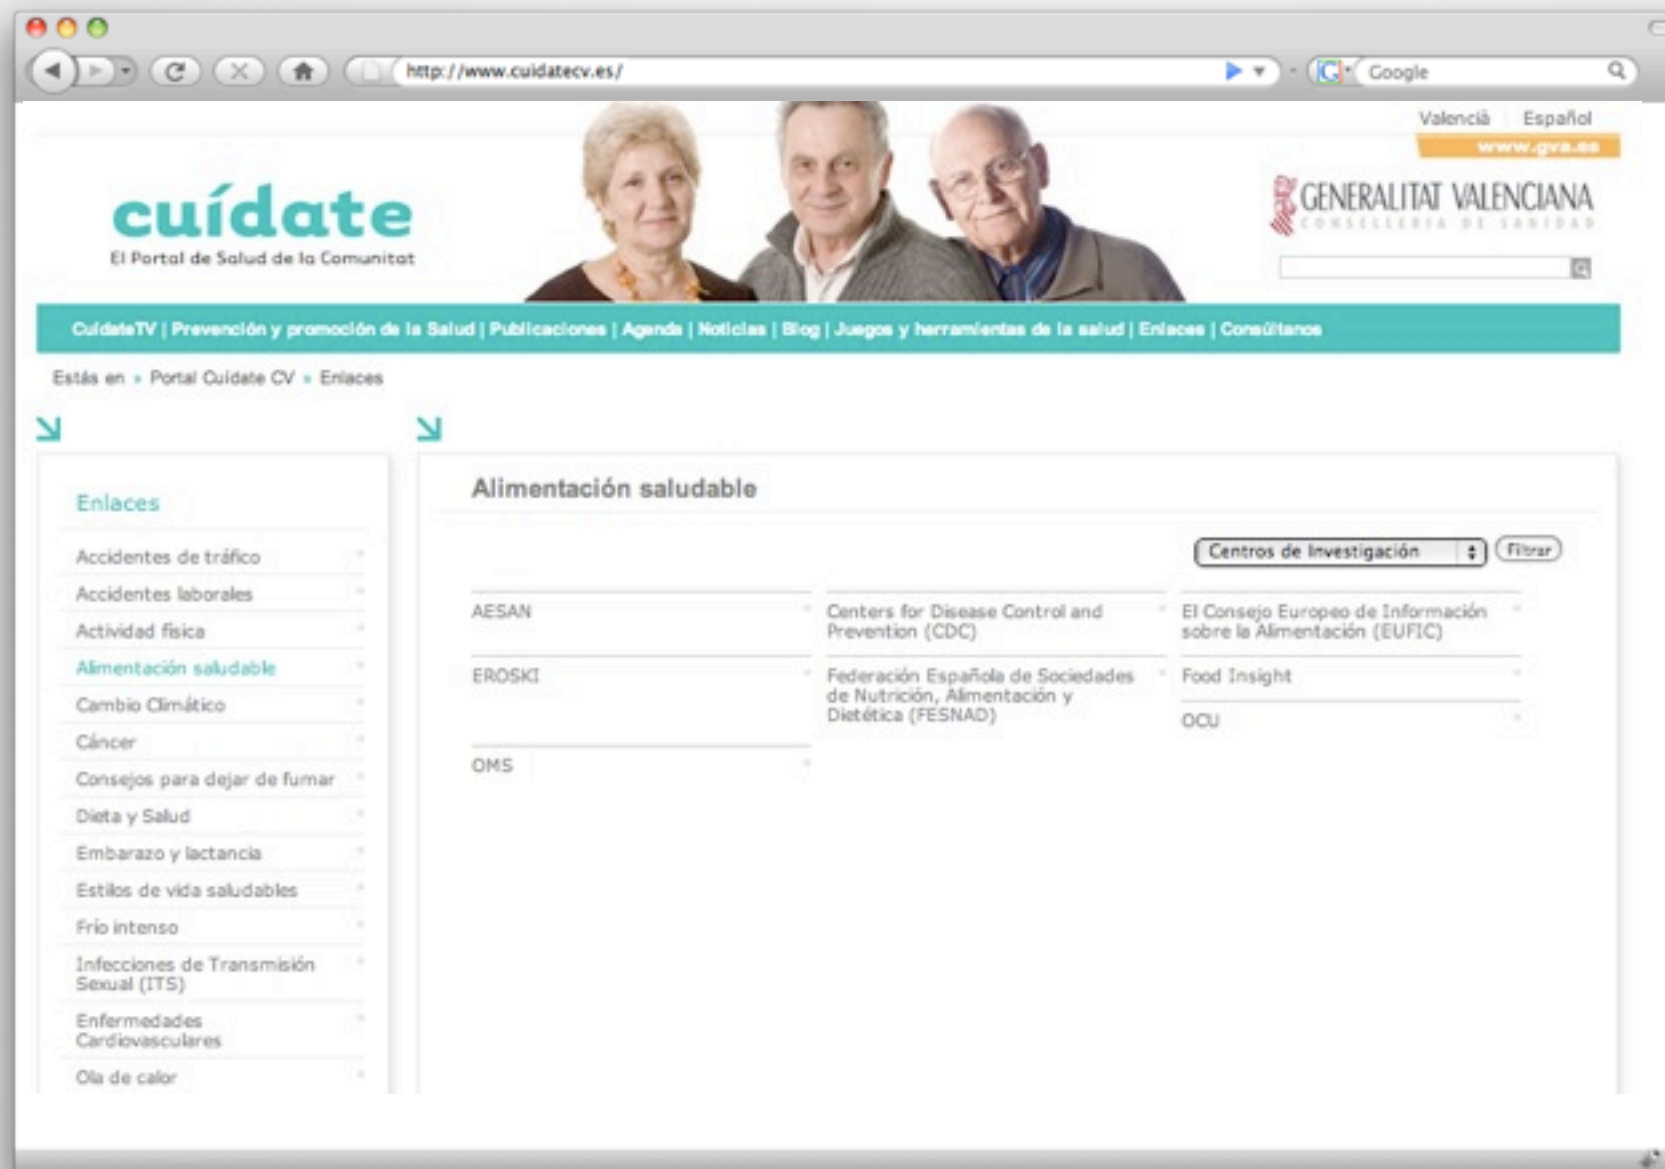 http://www.cuidatecv.es/
Google
Valencià Español
www.gva.es
cuídate
El Portal de Salud de la Comunitat
GENERALITAT VALENCIANA
CONSELLERIA DE SANIDAD
CuídateTV | Prevención y promoción de la Salud | Publicaciones | Agenda | Noticias | Blog | Juegos y herramientas de la salud | Enlaces | Consúltanos
Estás en » Portal Cuídate CV » Enlaces
Enlaces
Accidentes de tráfico
Accidentes laborales
Actividad física
Alimentación saludable
Cambio Climático
Cáncer
Consejos para dejar de fumar
Dieta y Salud
Embarazo y lactancia
Estilos de vida saludables
Frío intenso
Infecciones de Transmisión
Sexual (ITS)
Enfermedades
Cardiovasculares
Ola de calor
Alimentación saludable
Centros de Investigación
Filtrar
AESAN
Centers for Disease Control and
Prevention (CDC)
El Consejo Europeo de Información
sobre la Alimentación (EUFIC)
EROSKI
Federación Española de Sociedades
de Nutrición, Alimentación y
Dietética (FESNAD)
Food Insight
OCU
OMS